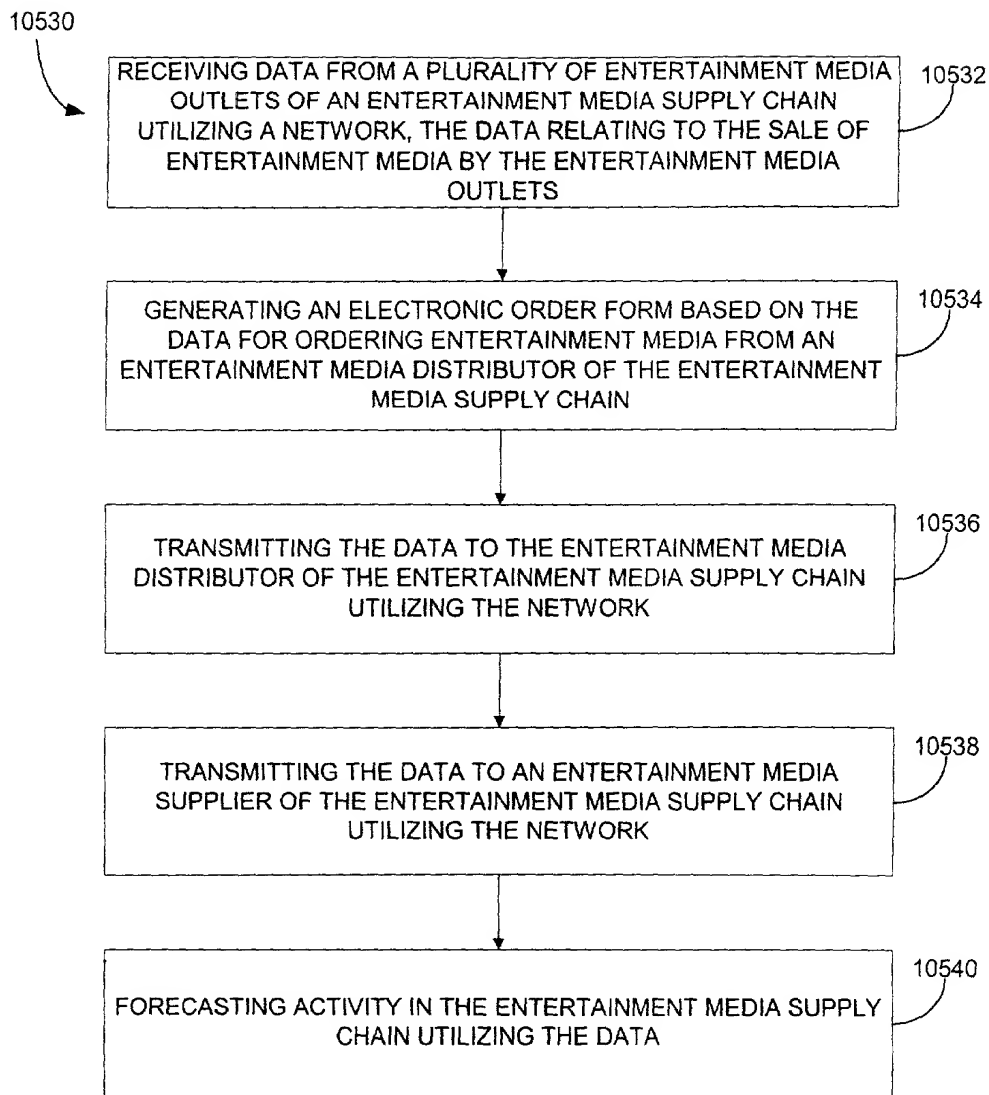 10530
RECEIVING DATA FROM A PLURALITY OF ENTERTAINMENT MEDIA
OUTLETS OF AN ENTERTAINMENT MEDIA SUPPLY CHAIN
UTILIZING A NETWORK, THE DATA RELATING TO THE SALE OF
ENTERTAINMENT MEDIA BY THE ENTERTAINMENT MEDIA
OUTLETS
10532
GENERATING AN ELECTRONIC ORDER FORM BASED ON THE
DATA FOR ORDERING ENTERTAINMENT MEDIA FROM AN
ENTERTAINMENT MEDIA DISTRIBUTOR OF THE ENTERTAINMENT
MEDIA SUPPLY CHAIN
10534
TRANSMITTING THE DATA TO THE ENTERTAINMENT MEDIA
DISTRIBUTOR OF THE ENTERTAINMENT MEDIA SUPPLY CHAIN
UTILIZING THE NETWORK
10536
TRANSMITTING THE DATA TO AN ENTERTAINMENT MEDIA
SUPPLIER OF THE ENTERTAINMENT MEDIA SUPPLY CHAIN
UTILIZING THE NETWORK
10538
FORECASTING ACTIVITY IN THE ENTERTAINMENT MEDIA SUPPLY
CHAIN UTILIZING THE DATA
10540